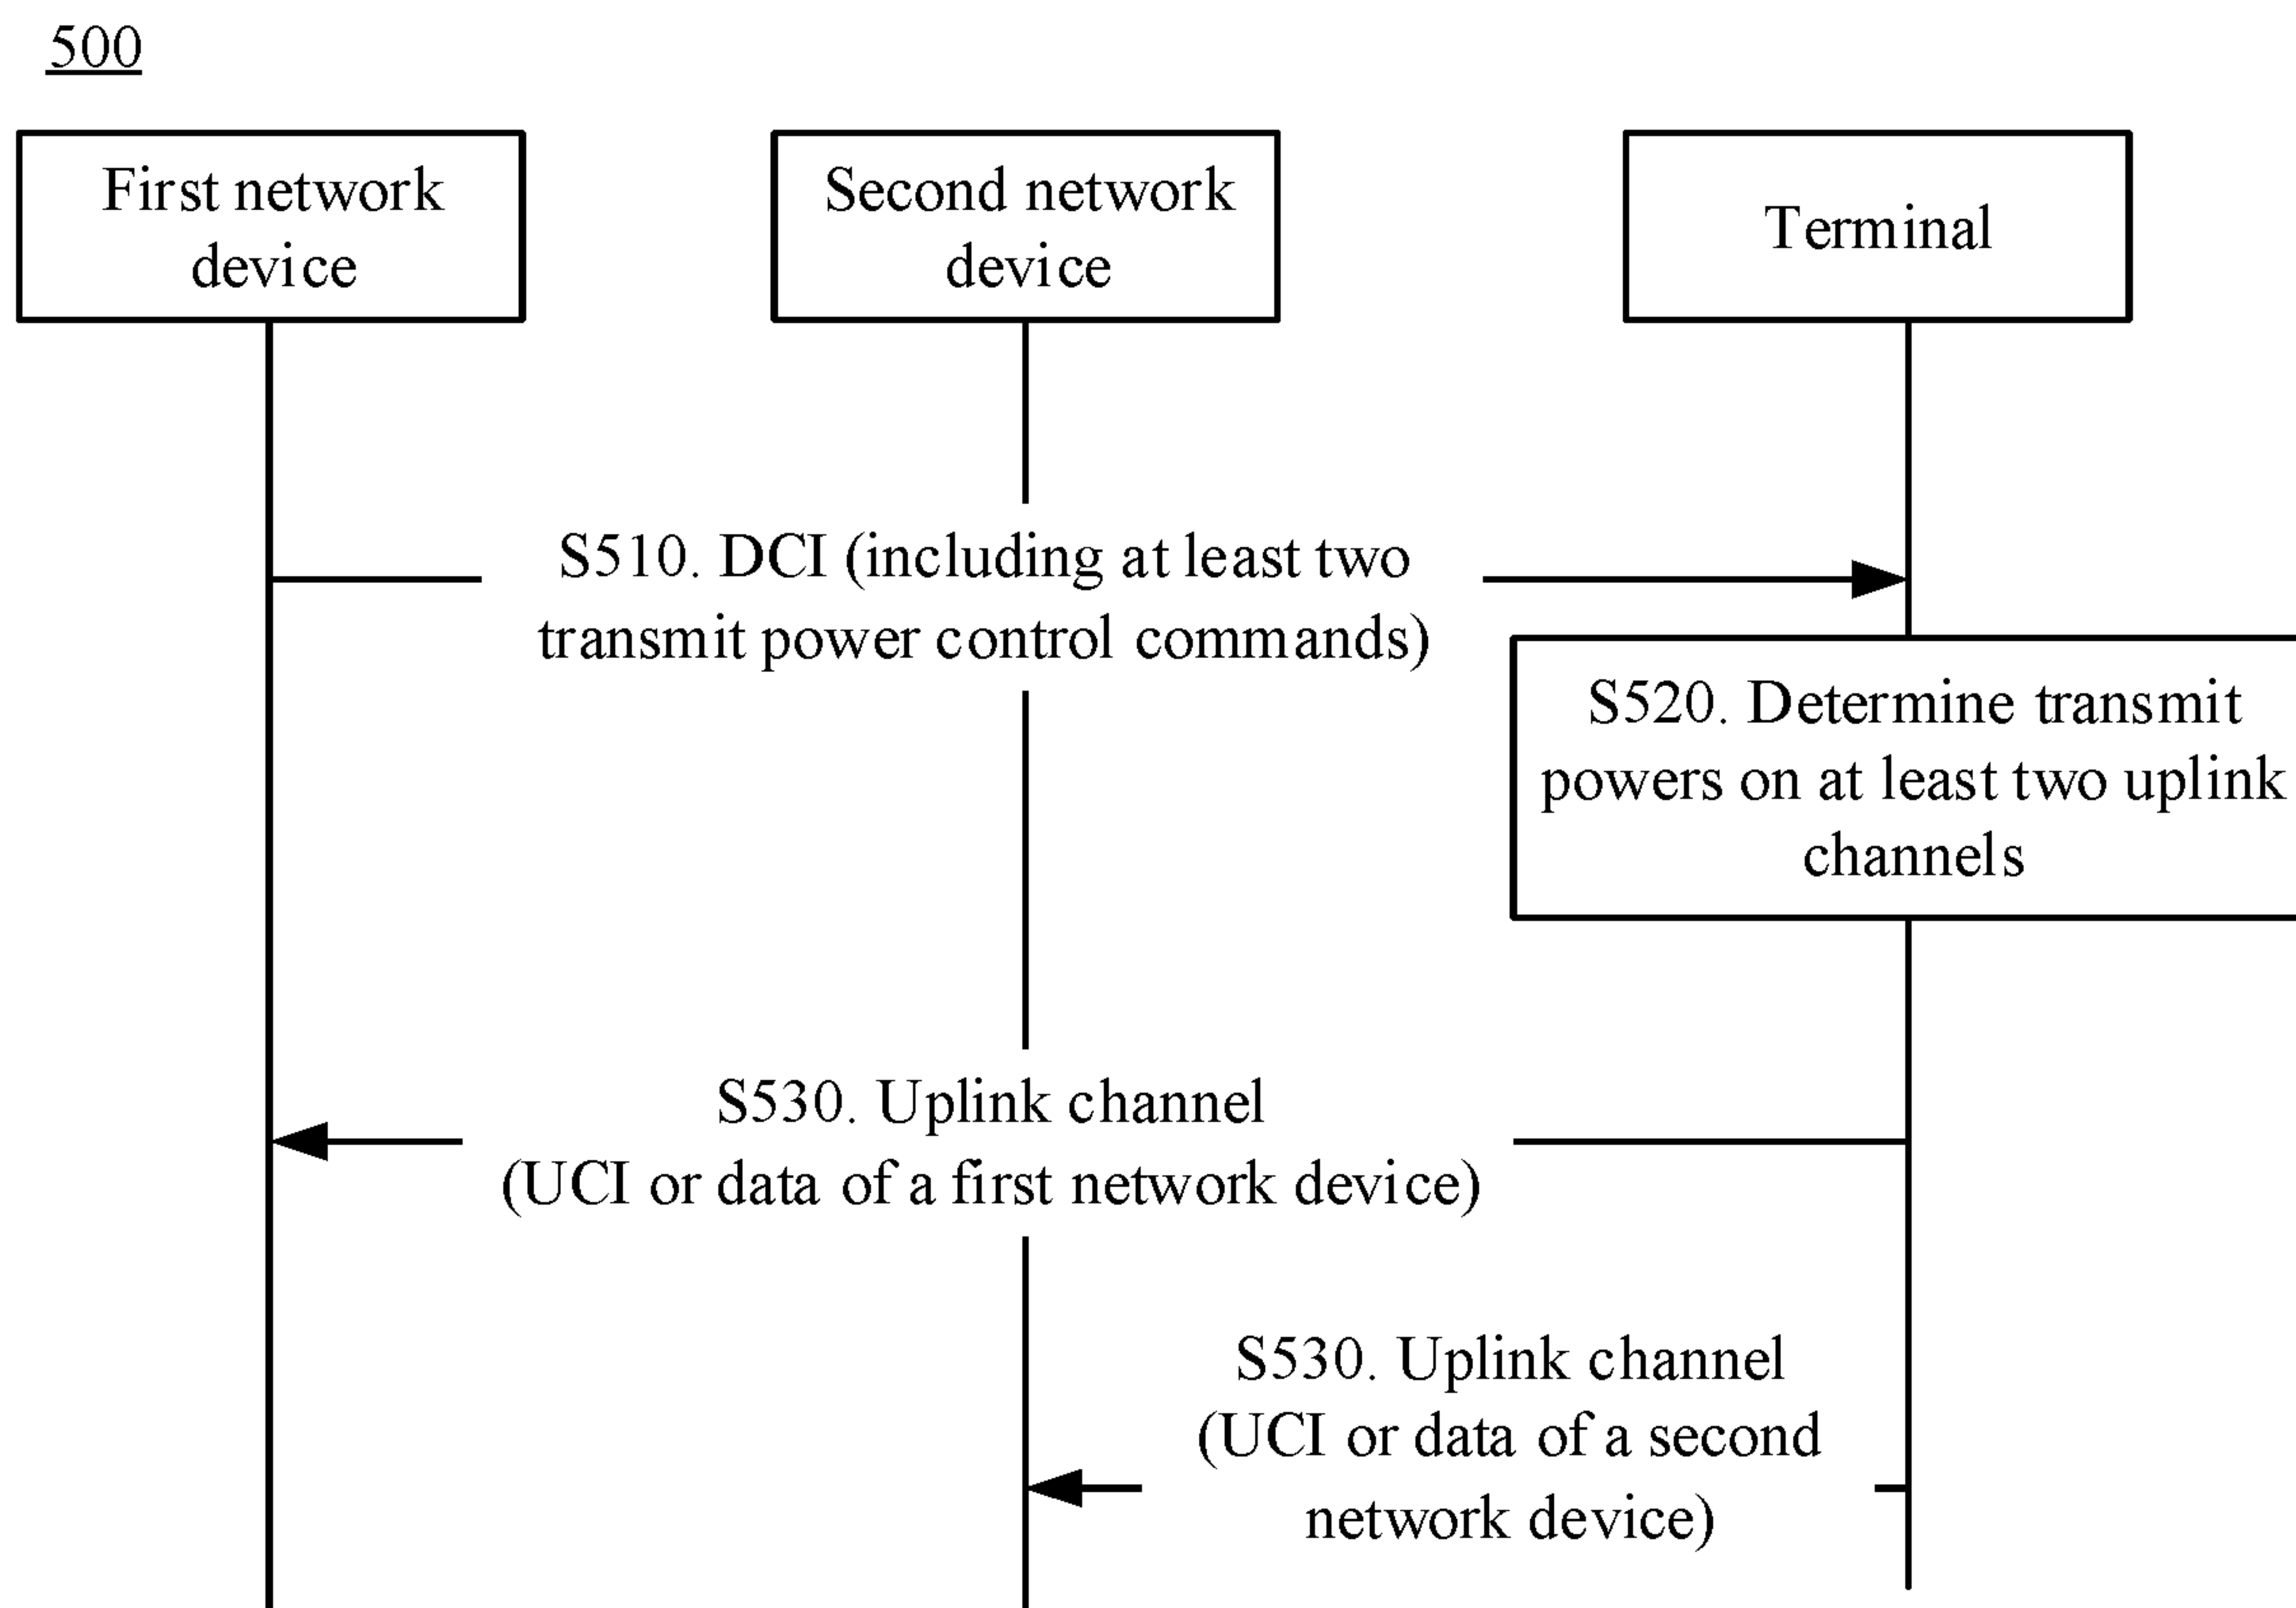 500
First network
device
Second network
device
Terminal
S510. DCI (including at least two
transmit power control commands)
S520. Determine transmit
powers on at least two uplink
channels
S530. Uplink channel
(UCI or data of a first network device)
S530. Uplink channel
(UCI or data of a second
network device)